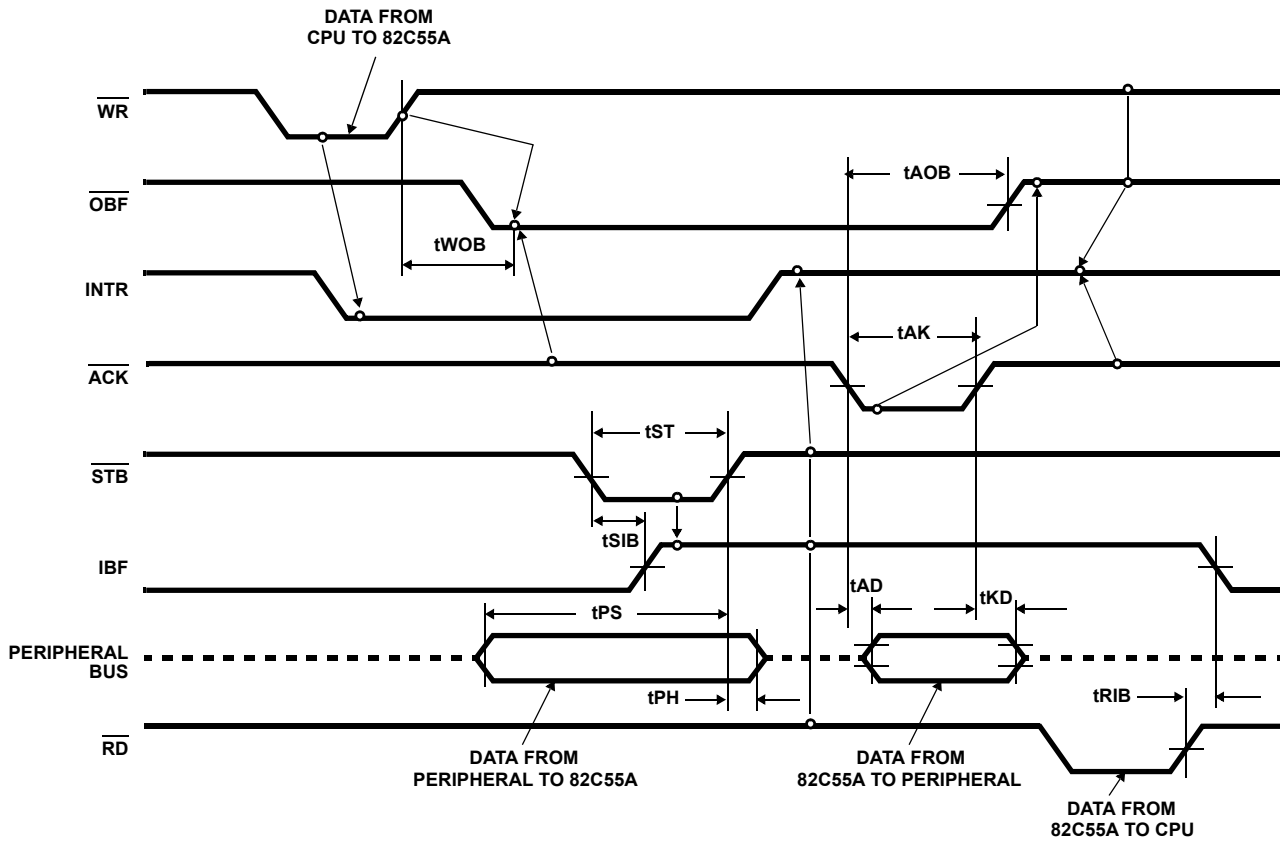 DATA FROM
CPU TO 82C55A
WR
OBF
tAOB
tWOB
INTR
tAK
ACK
tST
STB
tSIB
IBF
tAD
tKD
tPS
PERIPHERAL
BUS
tPH
tRIB
RD
DATA FROM
PERIPHERAL TO 82C55A
DATA FROM
82C55A TO PERIPHERAL
DATA FROM
82C55A TO CPU